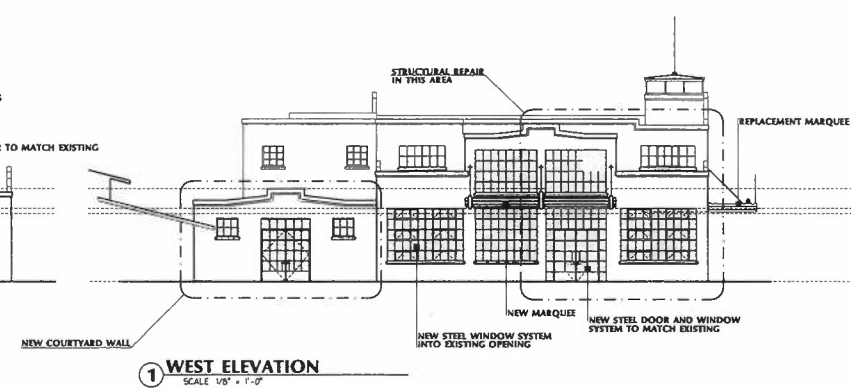 STRUCTURAL REPAIR
IN THIS AREA
REPLACEMENT MARQUEE
TO MATCH EXISTING
NEW MARQUEE
NEW STEEL DOOR AND WINDOW
SYSTEM TO MATCH EXISTING
NEW STEEL WINDOW SYSTEM
INTO EXISTING OPENING
NEW COURTYARD WALL
1 WEST ELEVATION
SCALE 1/8" = 1'-0"